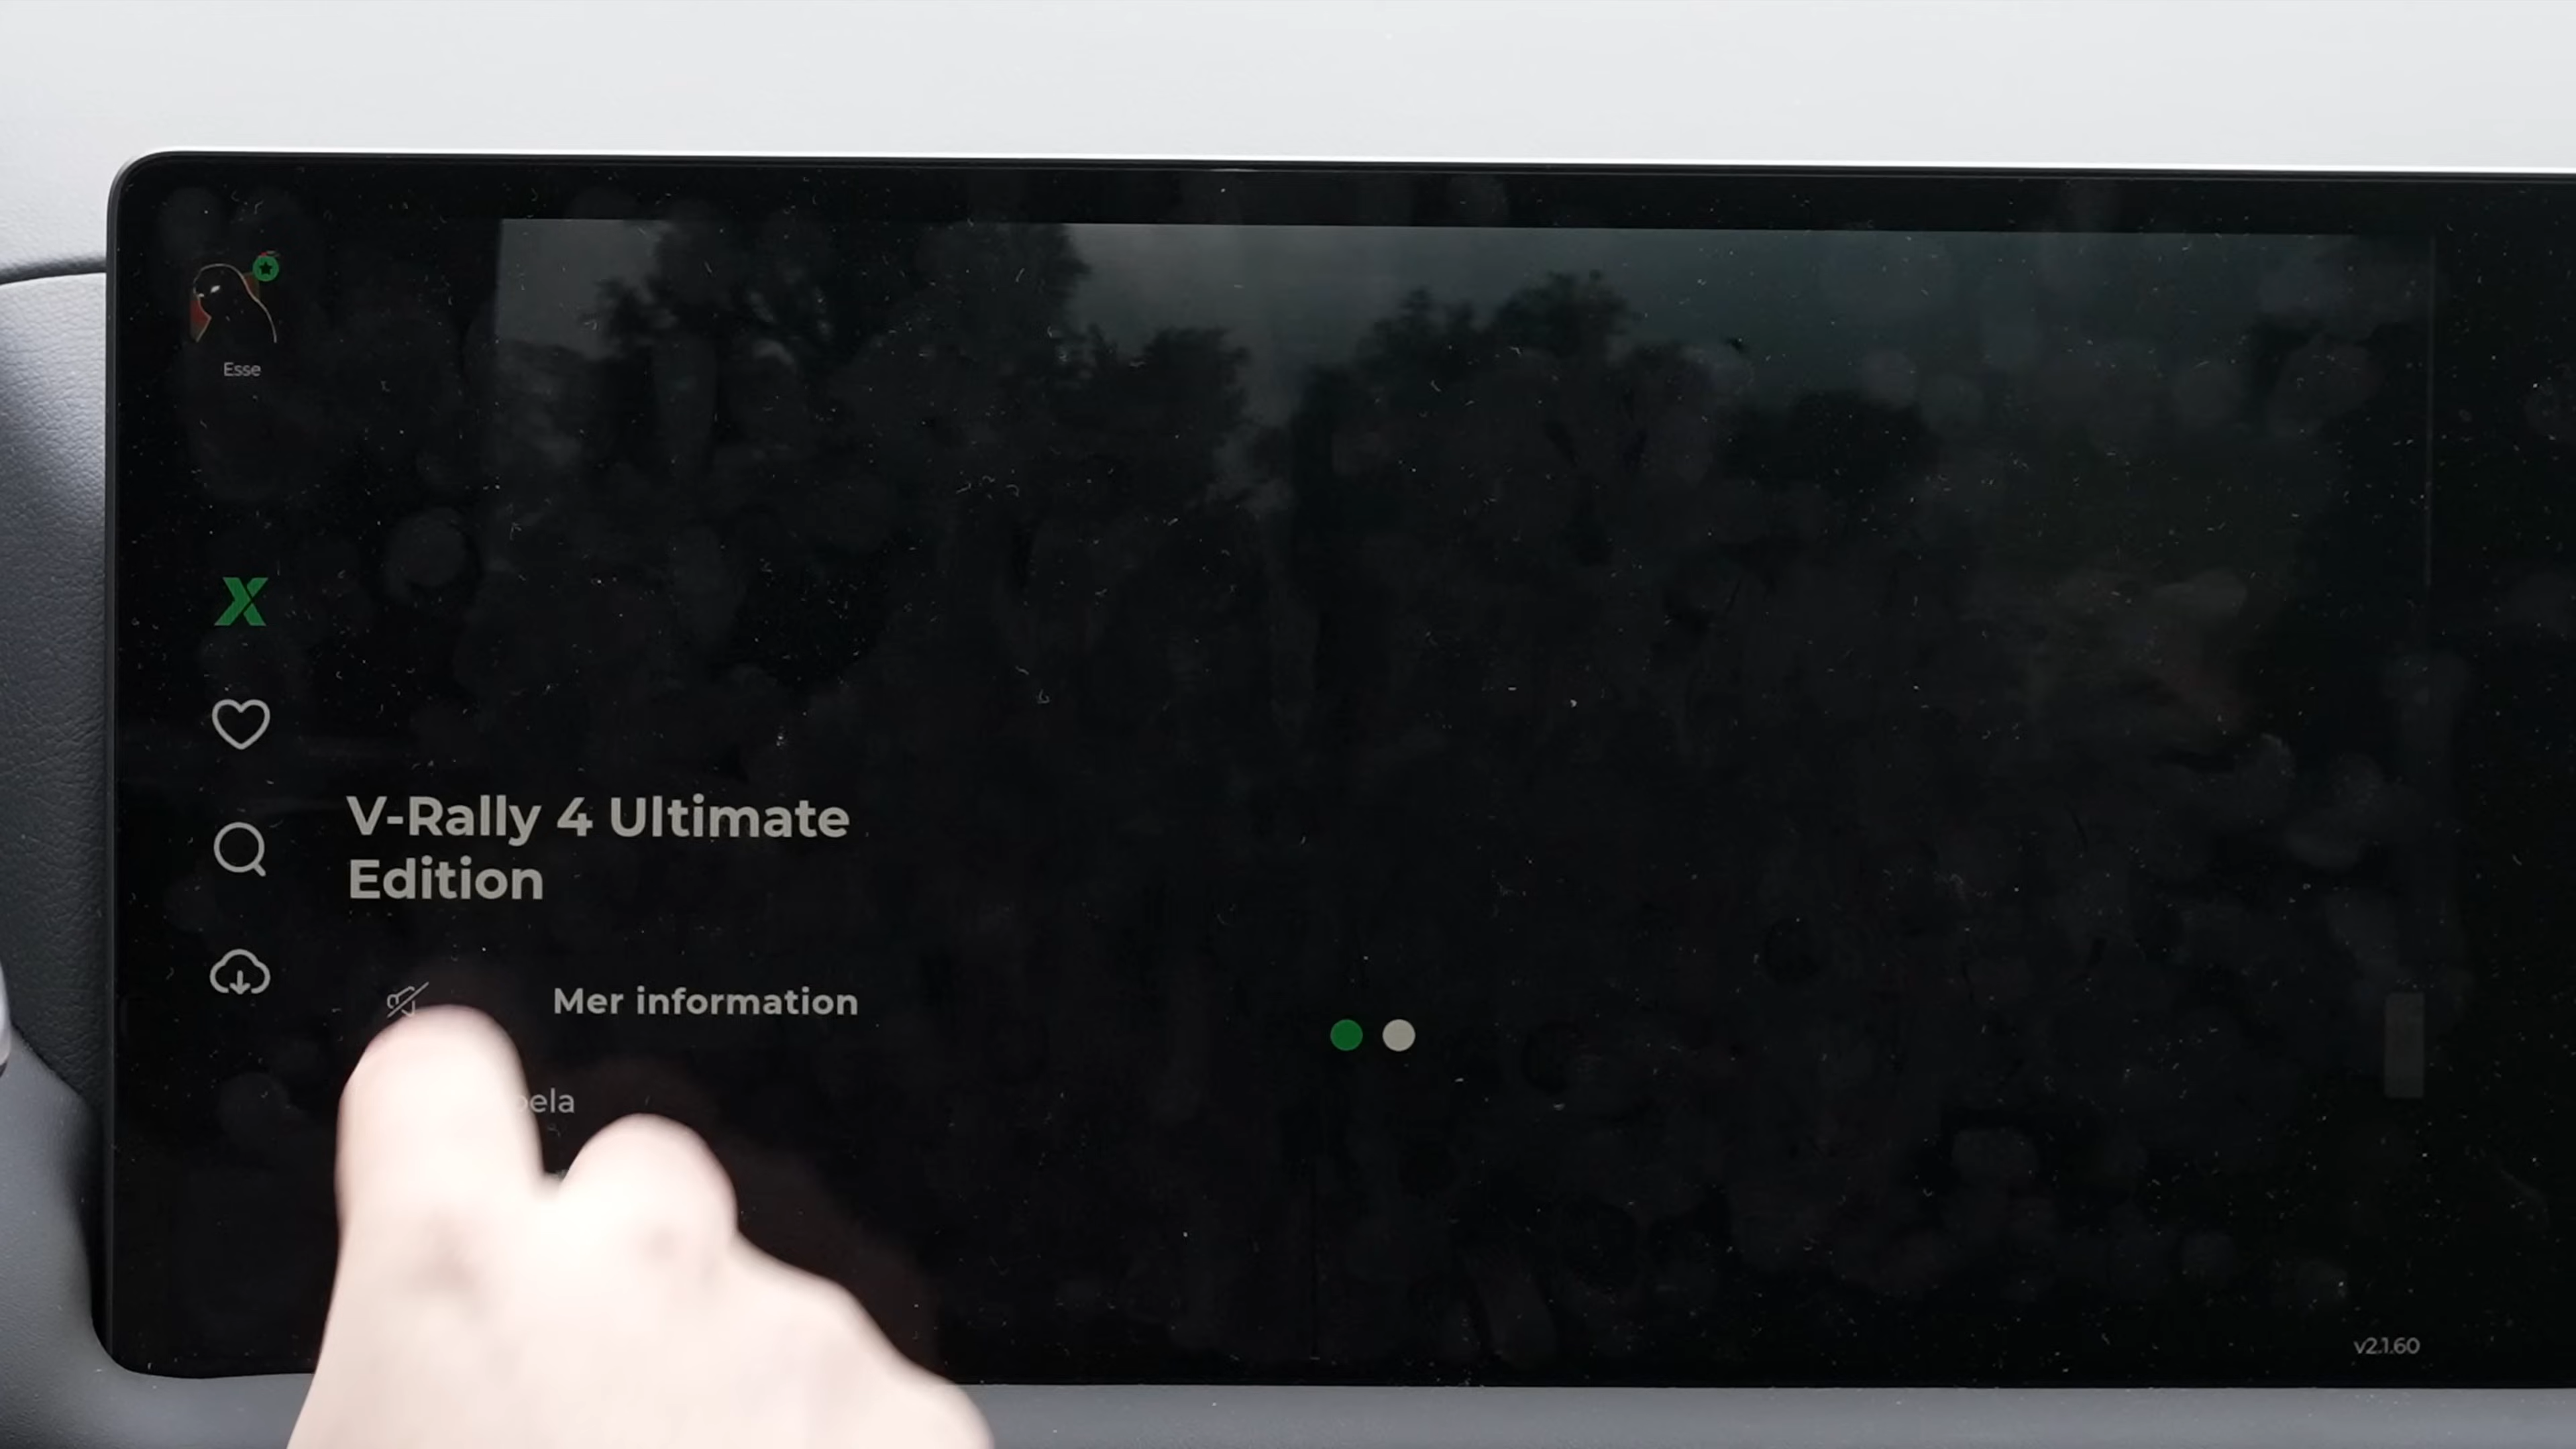 Esse
V-Rally 4 Ultimate
Edition
Mer information
v2.1.60